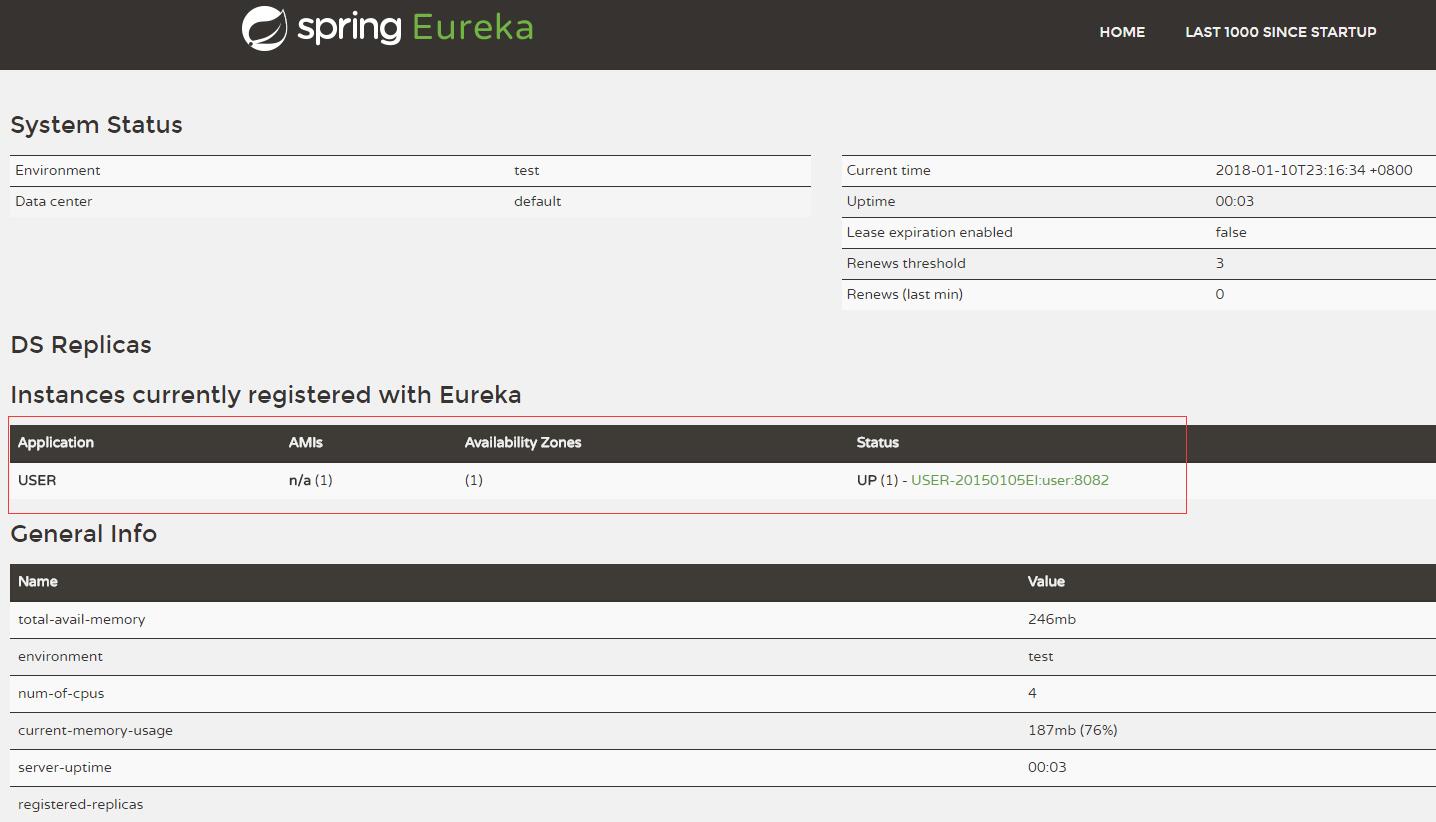 spring Eureka
HOME LAST 1000 SINCE STARTUP
System Status
Environment test
Data center default
Current time 2018-01-10T23:16:34 +0800
Uptime 00:03
Lease expiration enabled false
Renews threshold 3
Renews (last min) 0
DS Replicas
Instances currently registered with Eureka
Application AMIs Availability Zones Status
USER n/a (1) (1) UP (1) - USER-20150105EI:user:8082
General Info
Name Value
total-avail-memory 246mb
environment test
num-of-cpus 4
current-memory-usage 187mb (76%)
server-uptime 00:03
registered-replicas